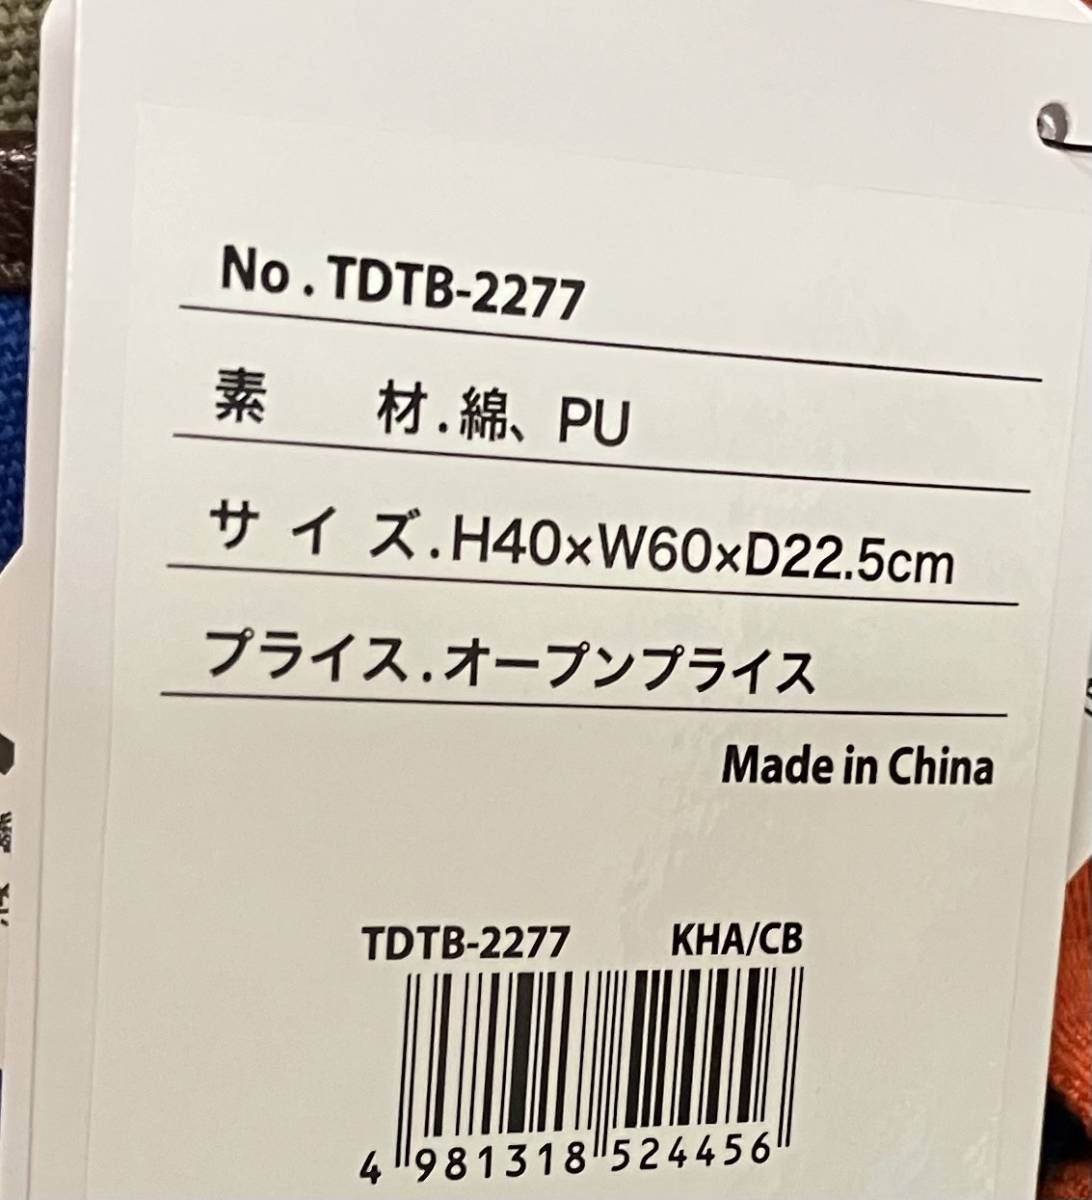 No.TDTB-2277
素 材.綿、PU
サイズ.H40×W60×D22.5cm
プライス.オープンプライス
Made in China
TDTB-2277 KHA/CB
4 981318 524456